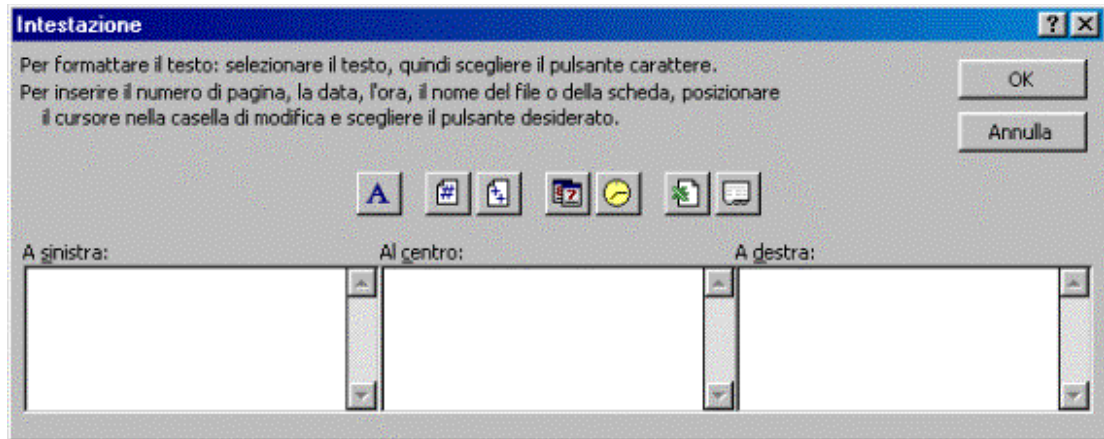 Intestazione
Per formattare il testo: selezionare il testo, quindi scegliere il pulsante carattere.
Per inserire il numero di pagina, la data, l'ora, il nome del file o della scheda, posizionare
il cursore nella casella di modifica e scegliere il pulsante desiderato.
OK
Annulla
A sinistra:
Al centro:
A destra: